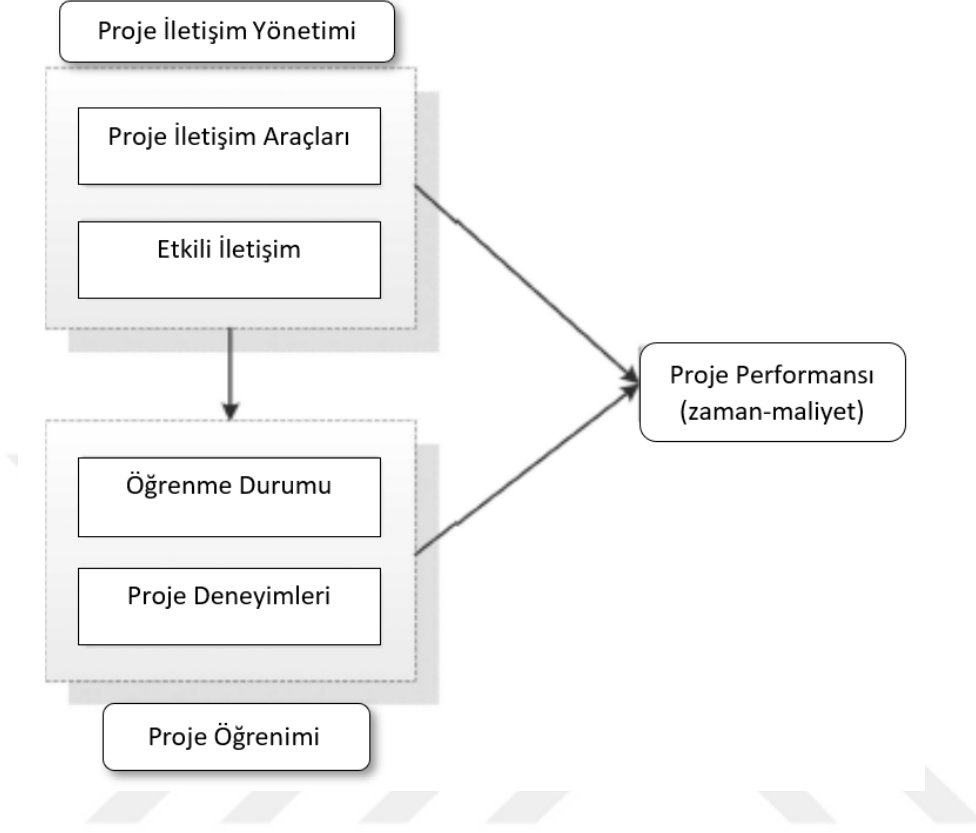 Proje İletişim Yönetimi
Proje İletişim Araçları
Etkili İletişim
Proje Performansı
(zaman-maliyet)
Öğrenme Durumu
Proje Deneyimleri
Proje Öğrenimi